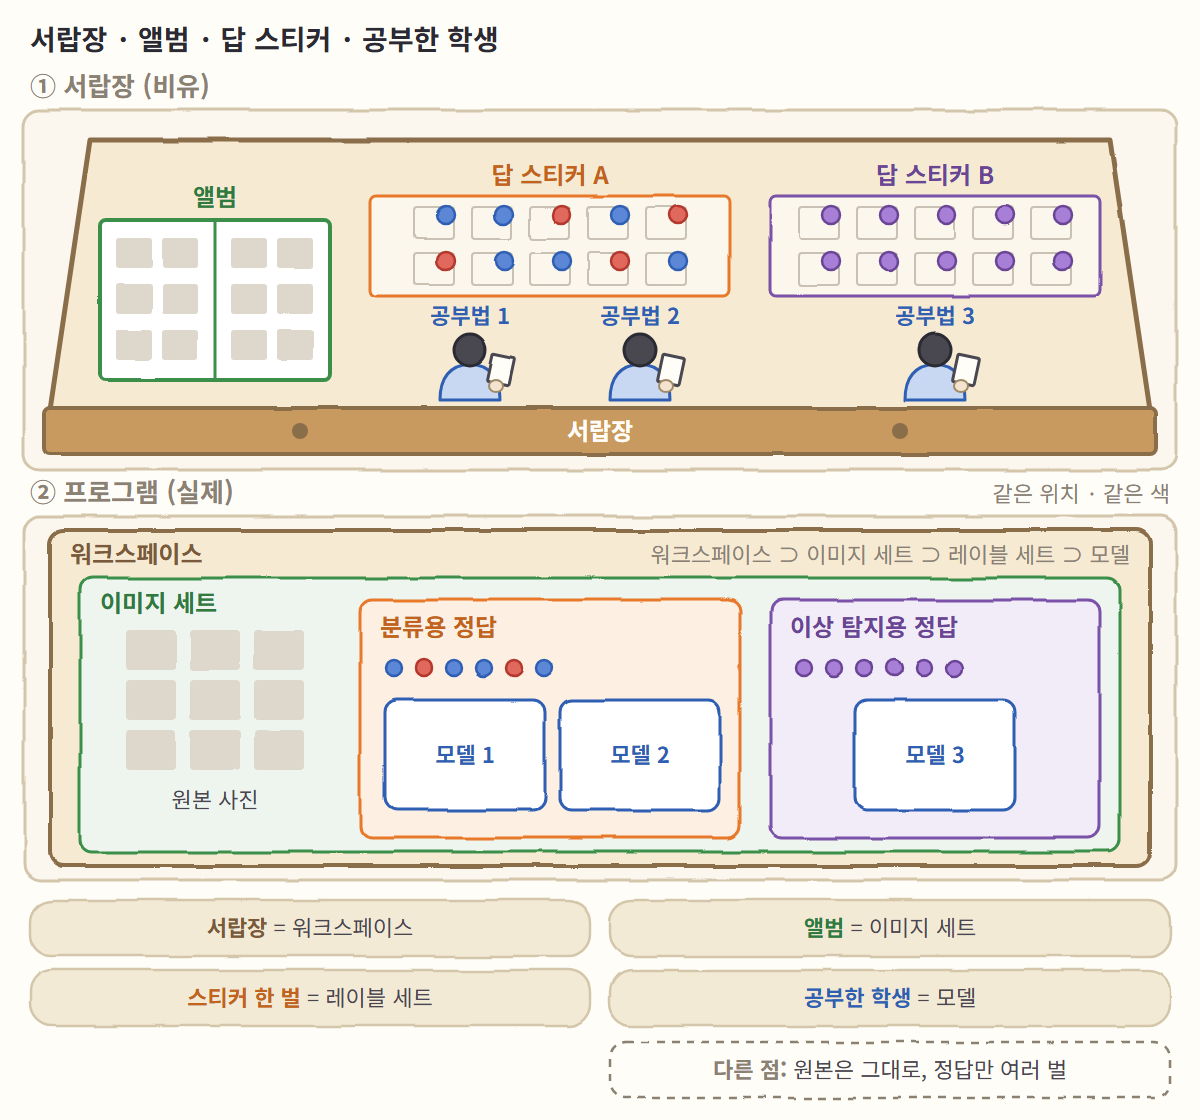 서랍장 · 앨범 · 답 스티커 · 공부한 학생
① 서랍장 (비유)
앨범
답 스티커 A
답 스티커 B
공부법 1
공부법 2
공부법 3
서랍장
② 프로그램 (실제)
같은 위치 · 같은 색
워크스페이스
워크스페이스 ⊃ 이미지 세트 ⊃ 레이블 세트 ⊃ 모델
이미지 세트
원본 사진
분류용 정답
모델 1
모델 2
이상 탐지용 정답
모델 3
서랍장 = 워크스페이스
앨범 = 이미지 세트
스티커 한 벌 = 레이블 세트
공부한 학생 = 모델
다른 점: 원본은 그대로, 정답만 여러 벌